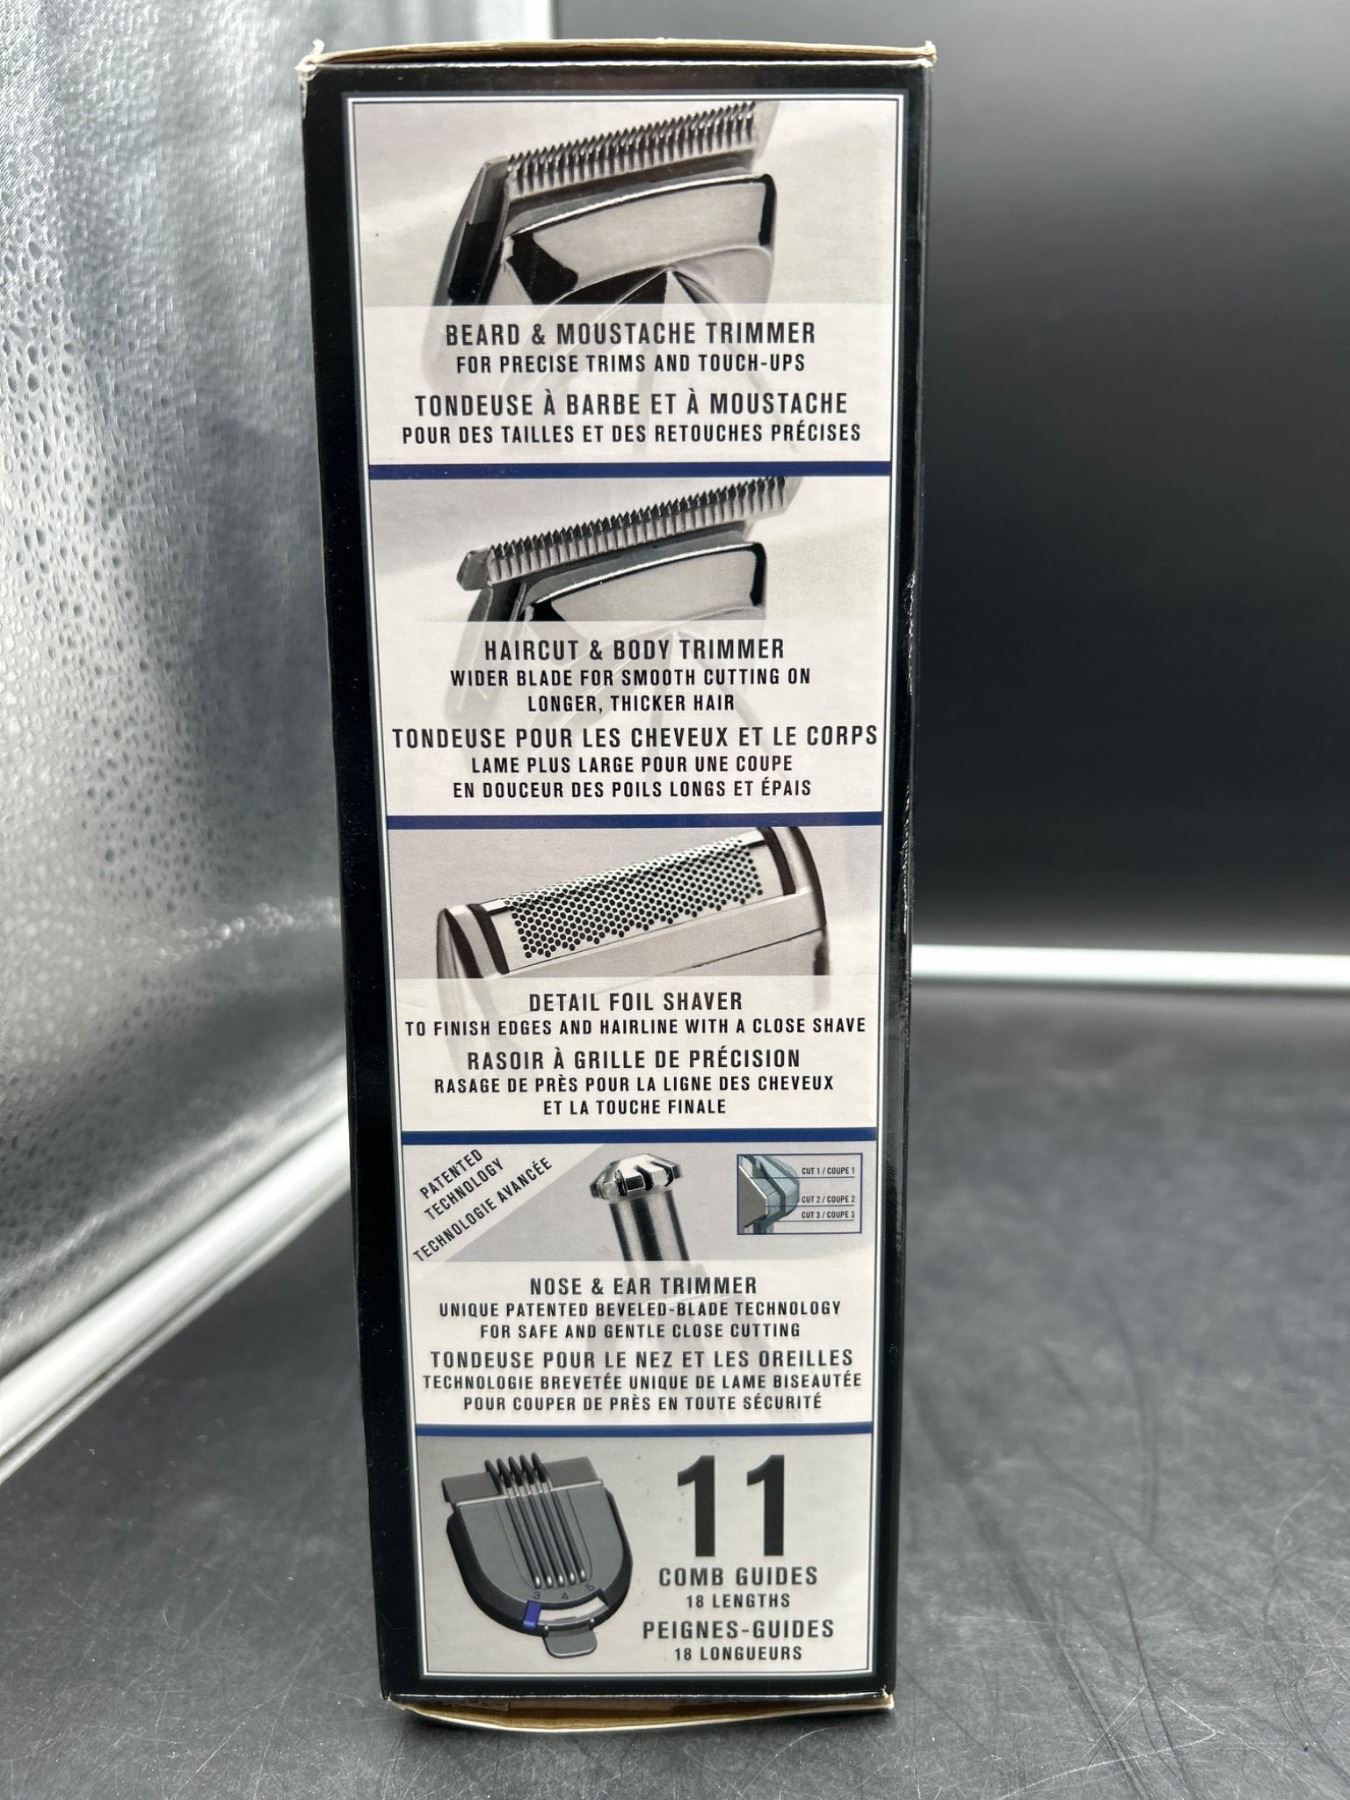 BEARD & MOUSTACHE TRIMMER
FOR PRECISE TRIMS AND TOUCH-UPS
TONDEUSE À BARBE ET À MOUSTACHE
POUR DES TAILLES ET DES RETOUCHES PRÉCISES
HAIRCUT & BODY TRIMMER
WIDER BLADE FOR SMOOTH CUTTING ON
LONGER, THICKER HAIR
TONDEUSE POUR LES CHEVEUX ET LE CORPS
LAME PLUS LARGE POUR UNE COUPE
EN DOUCEUR DES POILS LONGS ET ÉPAIS
DETAIL FOIL SHAVER
TO FINISH EDGES AND HAIRLINE WITH A CLOSE SHAVE
RASOIR À GRILLE DE PRÉCISION
RASAGE DE PRÈS POUR LA LIGNE DES CHEVEUX
ET LA TOUCHE FINALE
PATENTED
TECHNOLOGY
TECHNOLOGIE AVANCÉE
CUT 1 / COUPE 1
CUT 2 / COUPE 2
CUT 3 / COUPE 3
NOSE & EAR TRIMMER
UNIQUE PATENTED BEVELED-BLADE TECHNOLOGY
FOR SAFE AND GENTLE CLOSE CUTTING
TONDEUSE POUR LE NEZ ET LES OREILLES
TECHNOLOGIE BREVETÉE UNIQUE DE LAME BISEAUTÉE
POUR COUPER DE PRÈS EN TOUTE SÉCURITÉ
3 4 5
11
COMB GUIDES
18 LENGTHS
PEIGNES-GUIDES
18 LONGUEURS